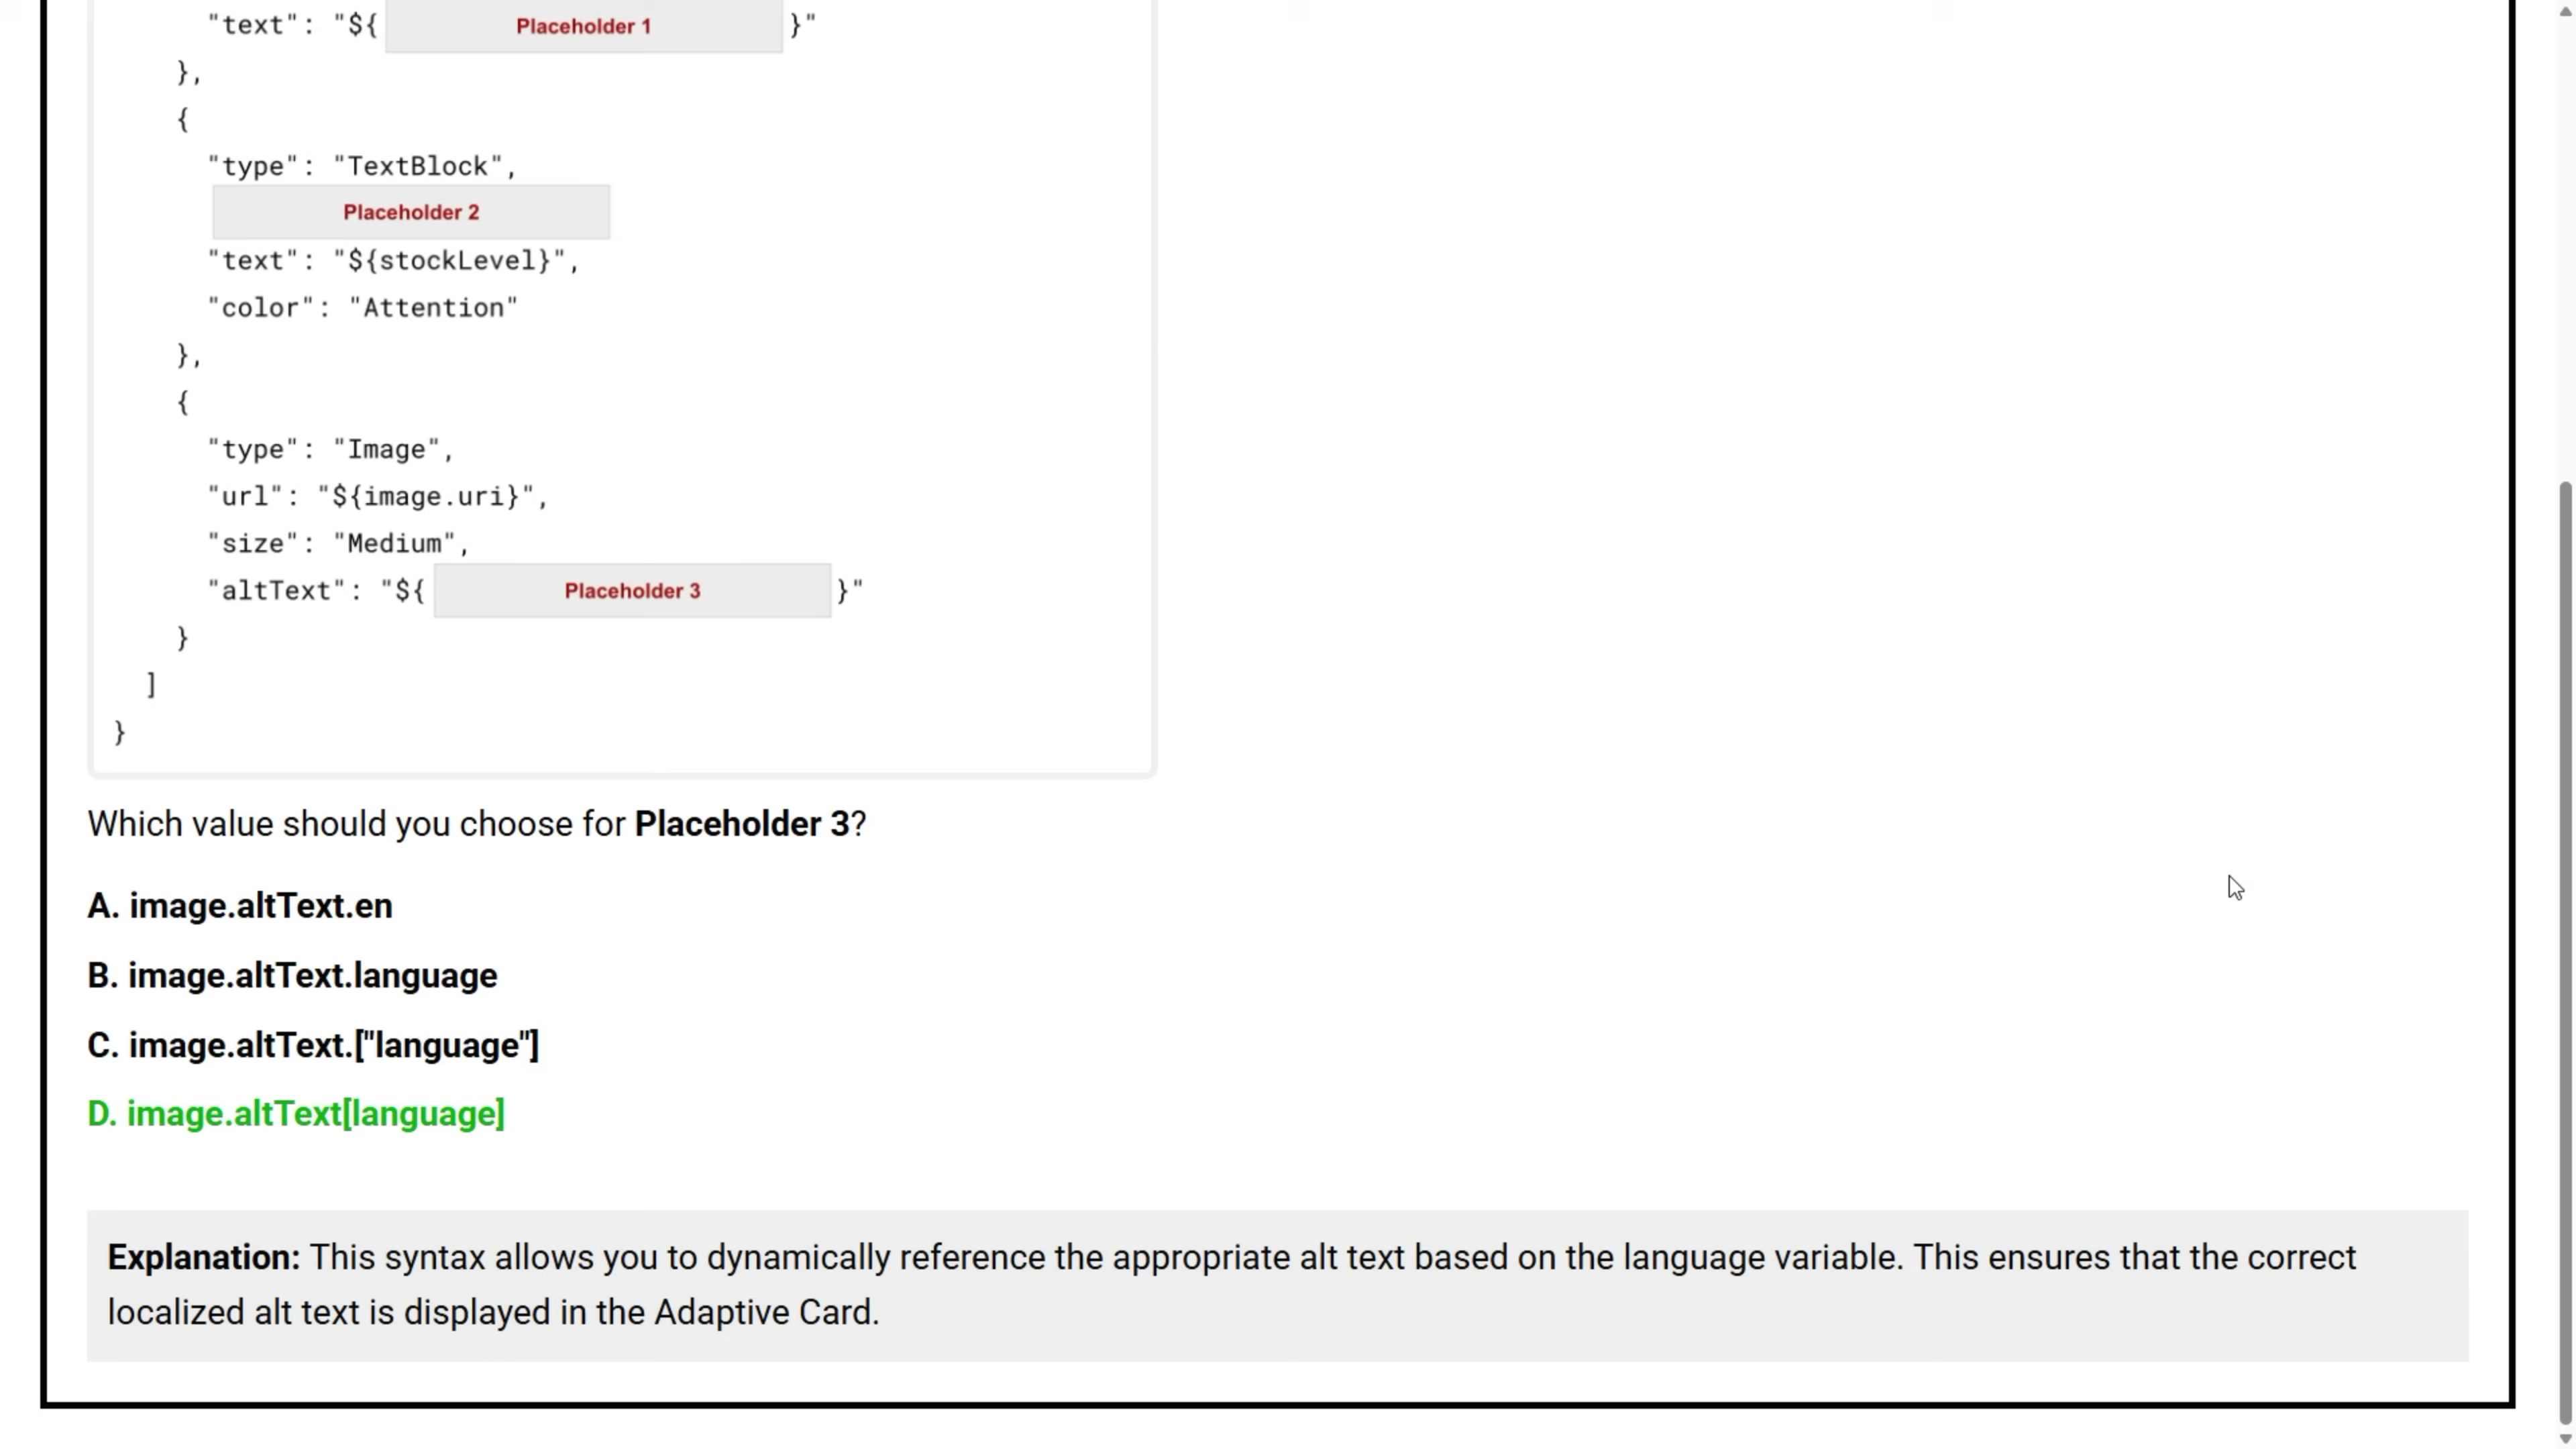 "text": "${ Placeholder 1 }"
},
{
"type": "TextBlock",
Placeholder 2
"text": "${stockLevel}",
"color": "Attention"
},
{
"type": "Image",
"url": "${image.uri}",
"size": "Medium",
"altText": "${ Placeholder 3 }"
}
]
}
Which value should you choose for Placeholder 3?
A. image.altText.en
B. image.altText.language
C. image.altText.["language"]
D. image.altText[language]
Explanation: This syntax allows you to dynamically reference the appropriate alt text based on the language variable. This ensures that the correct
localized alt text is displayed in the Adaptive Card.